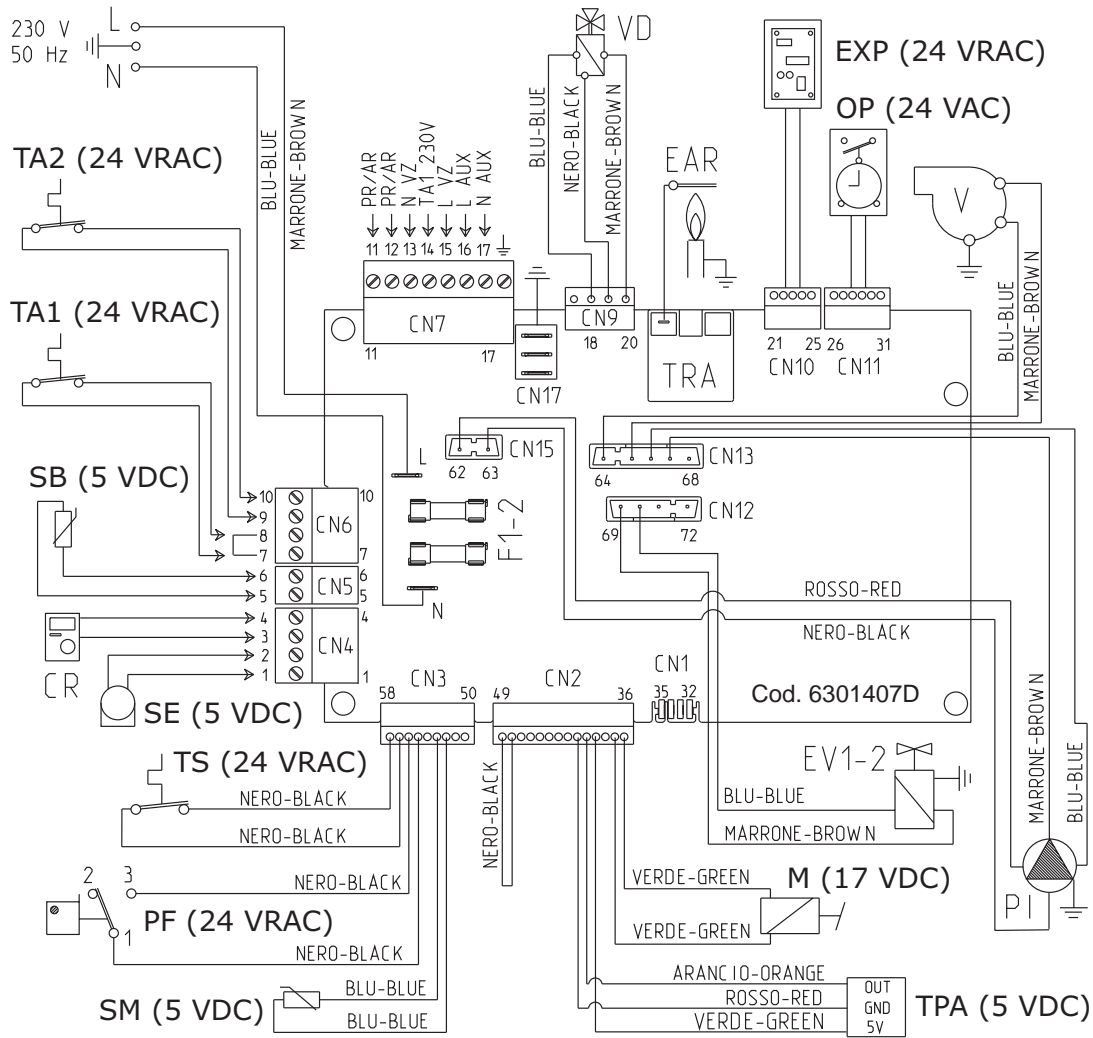 230 V
50 Hz
L
N
BLU-BLUE
MARRONE-BROWN
VD
BLU-BLUE
NERO-BLACK
MARRONE-BROWN
EXP (24 VRAC)
OP (24 VAC)
EAR
V
BLU-BLUE
MARRONE-BROWN
TA2 (24 VRAC)
PR/AR
PR/AR
N VZ
TA1 230V
L VZ
L AUX
N AUX
11 12 13 14 15 16 17
CN7
11 17
CN17
CN9
18 20
TRA
21 25
CN10
26 31
CN11
TA1 (24 VRAC)
L
62 63
CN15
64 68
CN13
69 72
CN12
F1-2
N
SB (5 VDC)
10
9
8
7
10
CN6
7
6
5
CN5
6
5
4
3
2
1
4
CN4
1
CR
SE (5 VDC)
ROSSO-RED
NERO-BLACK
58 CN3 50
49 CN2 36
CN1
35 32
Cod. 6301407D
TS (24 VRAC)
NERO-BLACK
NERO-BLACK
NERO-BLACK
EV1-2
BLU-BLUE
MARRONE-BROWN
MARRONE-BROWN
BLU-BLUE
2 3
1
PF (24 VRAC)
NERO-BLACK
NERO-BLACK
VERDE-GREEN
VERDE-GREEN
M (17 VDC)
PI
SM (5 VDC)
BLU-BLUE
BLU-BLUE
ARANCIO-ORANGE
ROSSO-RED
VERDE-GREEN
OUT
GND
5V
TPA (5 VDC)